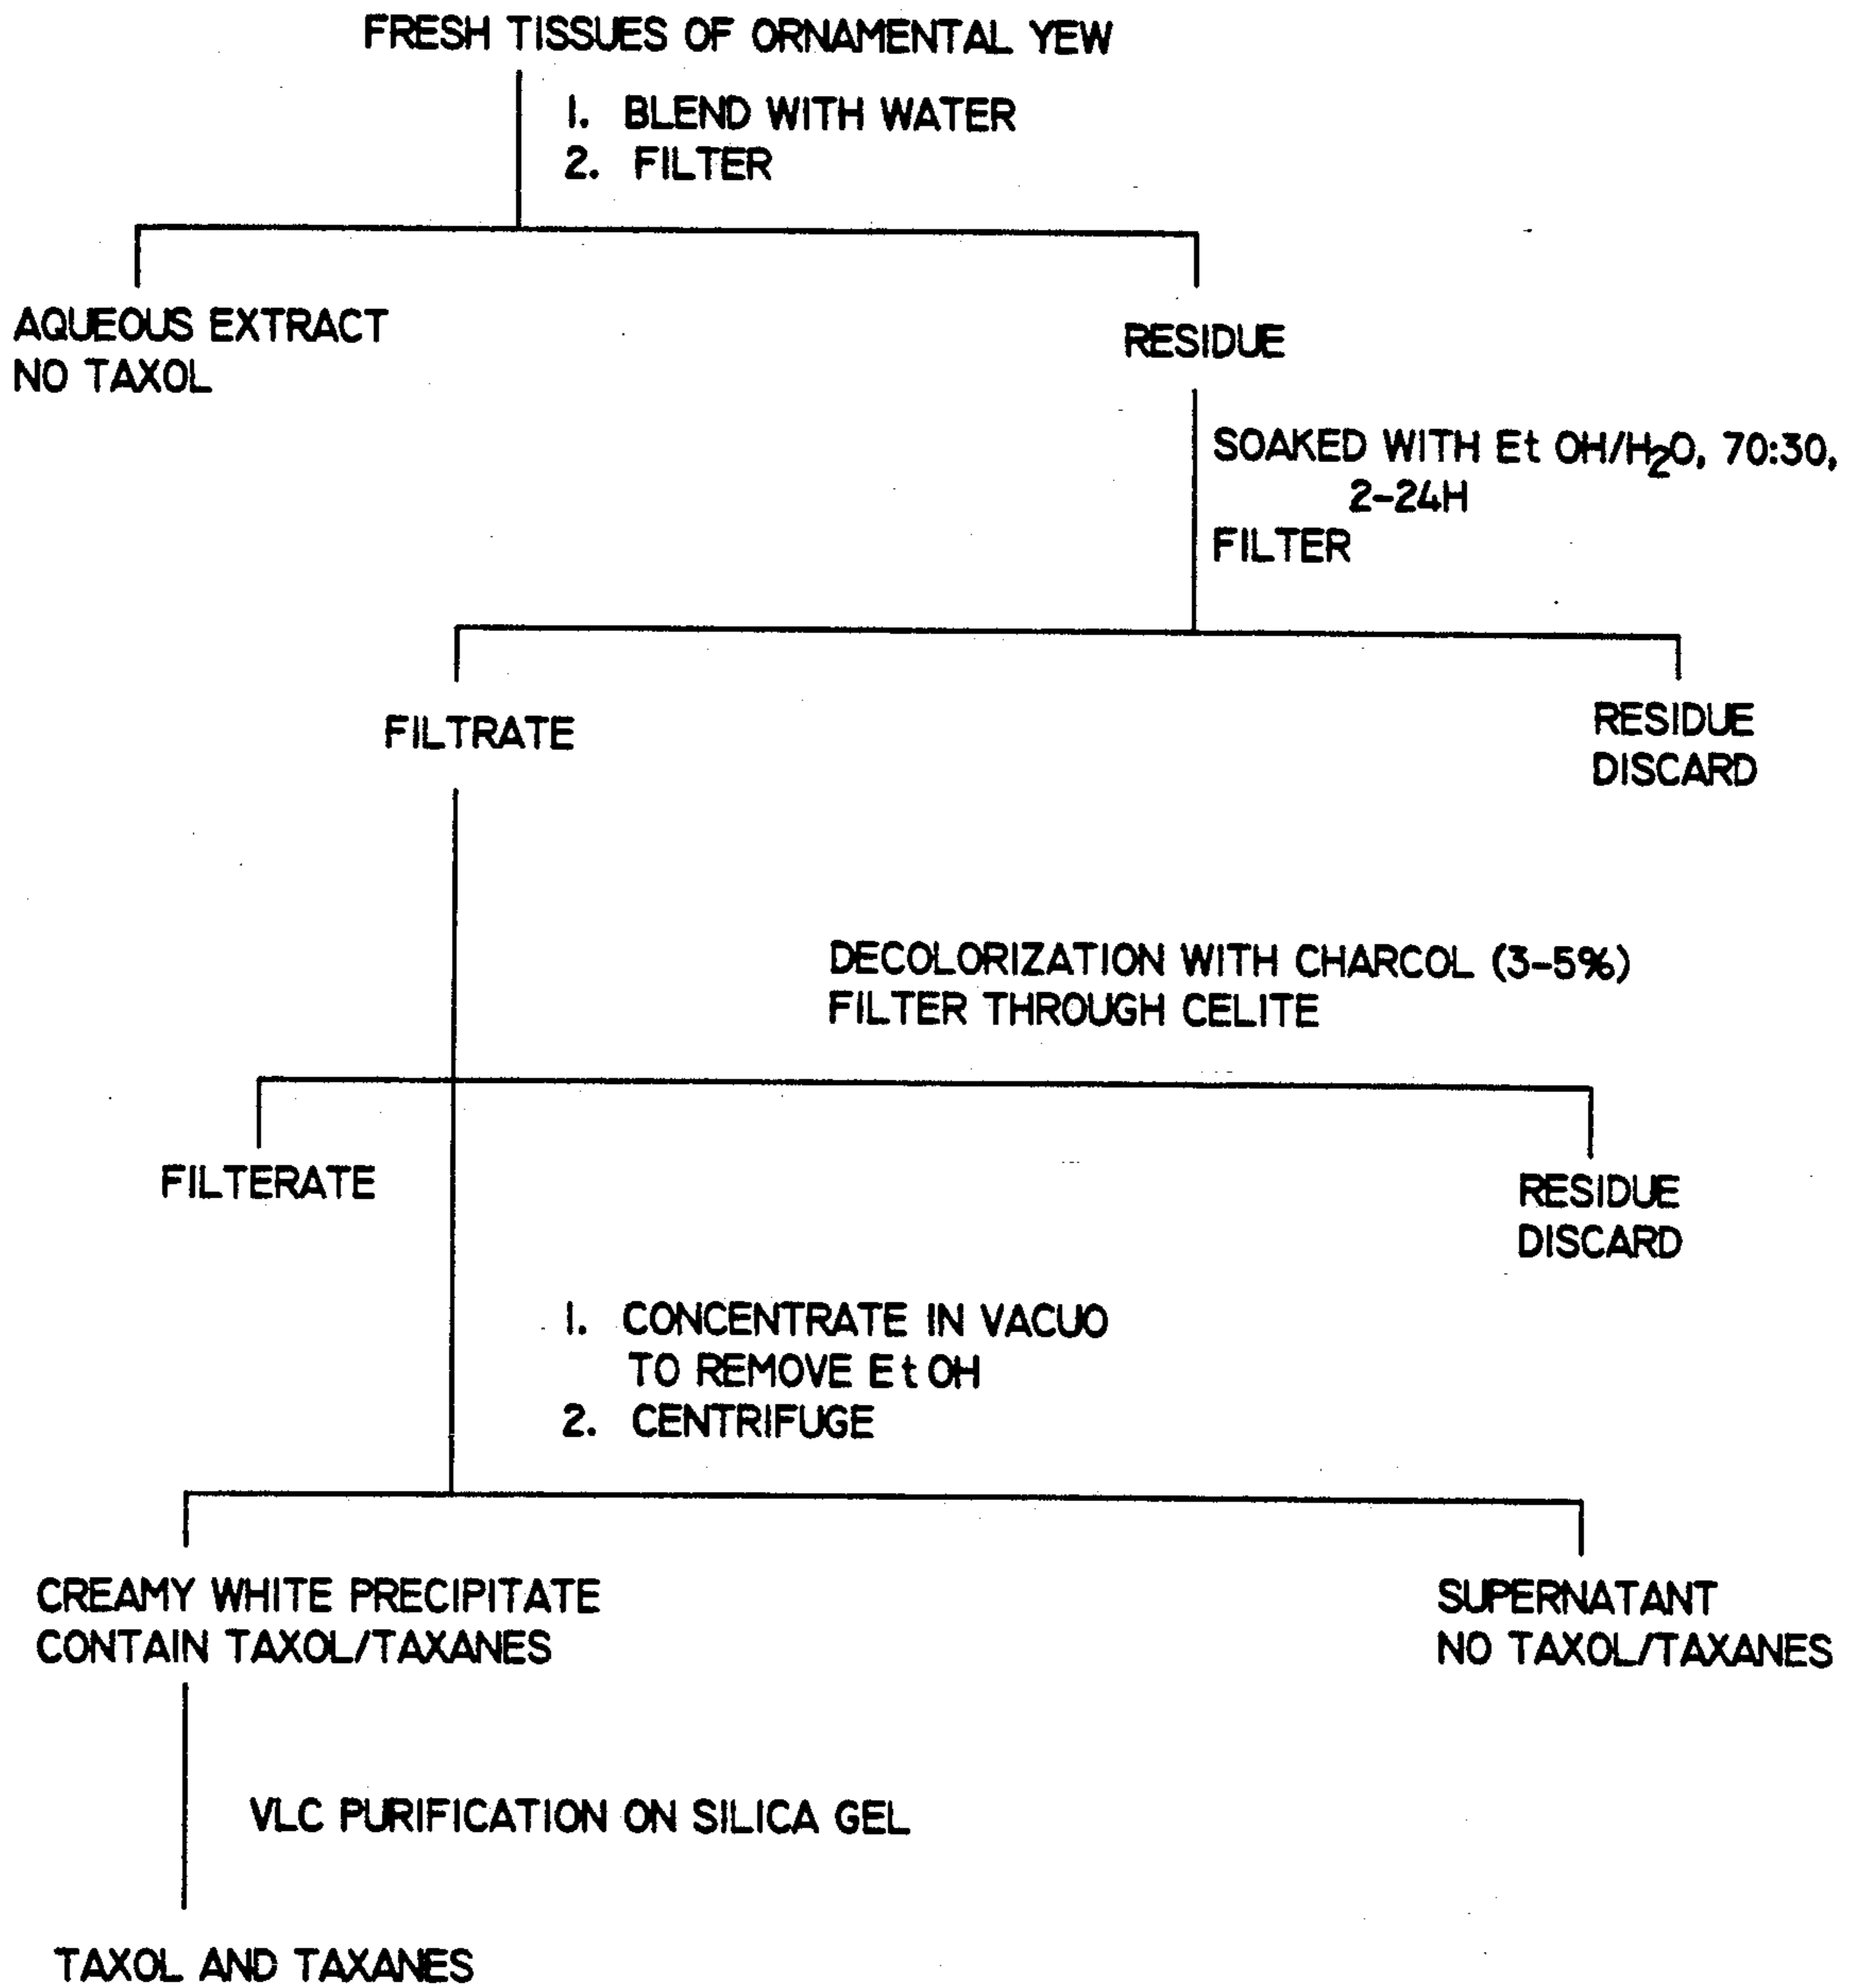 FRESH TISSUES OF ORNAMENTAL YEW
1. BLEND WITH WATER
2. FILTER
AQUEOUS EXTRACT
NO TAXOL
RESIDUE
SOAKED WITH Et OH/H2O, 70:30,
2-24H
FILTER
FILTRATE
RESIDUE
DISCARD
DECOLORIZATION WITH CHARCOL (3-5%)
FILTER THROUGH CELITE
FILTERATE
RESIDUE
DISCARD
1. CONCENTRATE IN VACUO
TO REMOVE Et OH
2. CENTRIFUGE
CREAMY WHITE PRECIPITATE
CONTAIN TAXOL/TAXANES
SUPERNATANT
NO TAXOL/TAXANES
VLC PURIFICATION ON SILICA GEL
TAXOL AND TAXANES